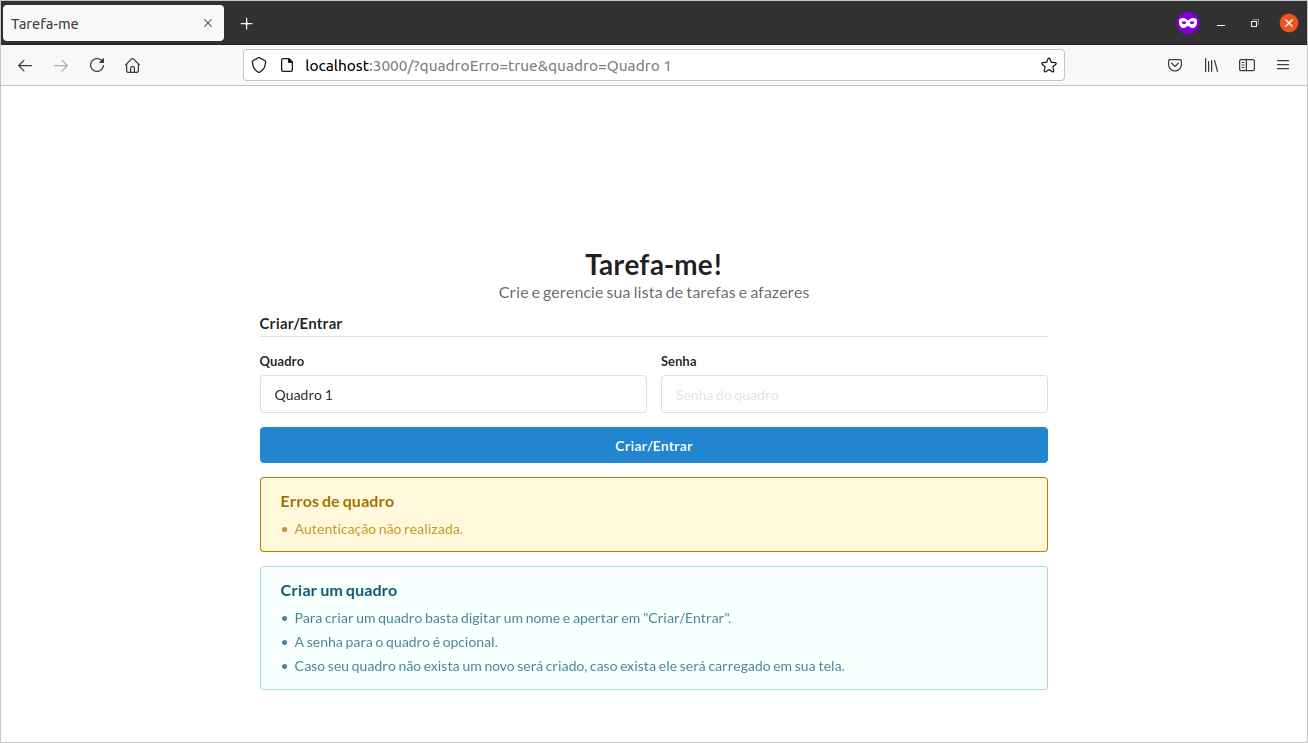 Tarefa-me
localhost:3000/?quadroErro=true&quadro=Quadro 1
Tarefa-me!
Crie e gerencie sua lista de tarefas e afazeres
Criar/Entrar
Quadro
Senha
Quadro 1
Senha do quadro
Criar/Entrar
Erros de quadro
• Autenticação não realizada.
Criar um quadro
• Para criar um quadro basta digitar um nome e apertar em "Criar/Entrar".
• A senha para o quadro é opcional.
• Caso seu quadro não exista um novo será criado, caso exista ele será carregado em sua tela.